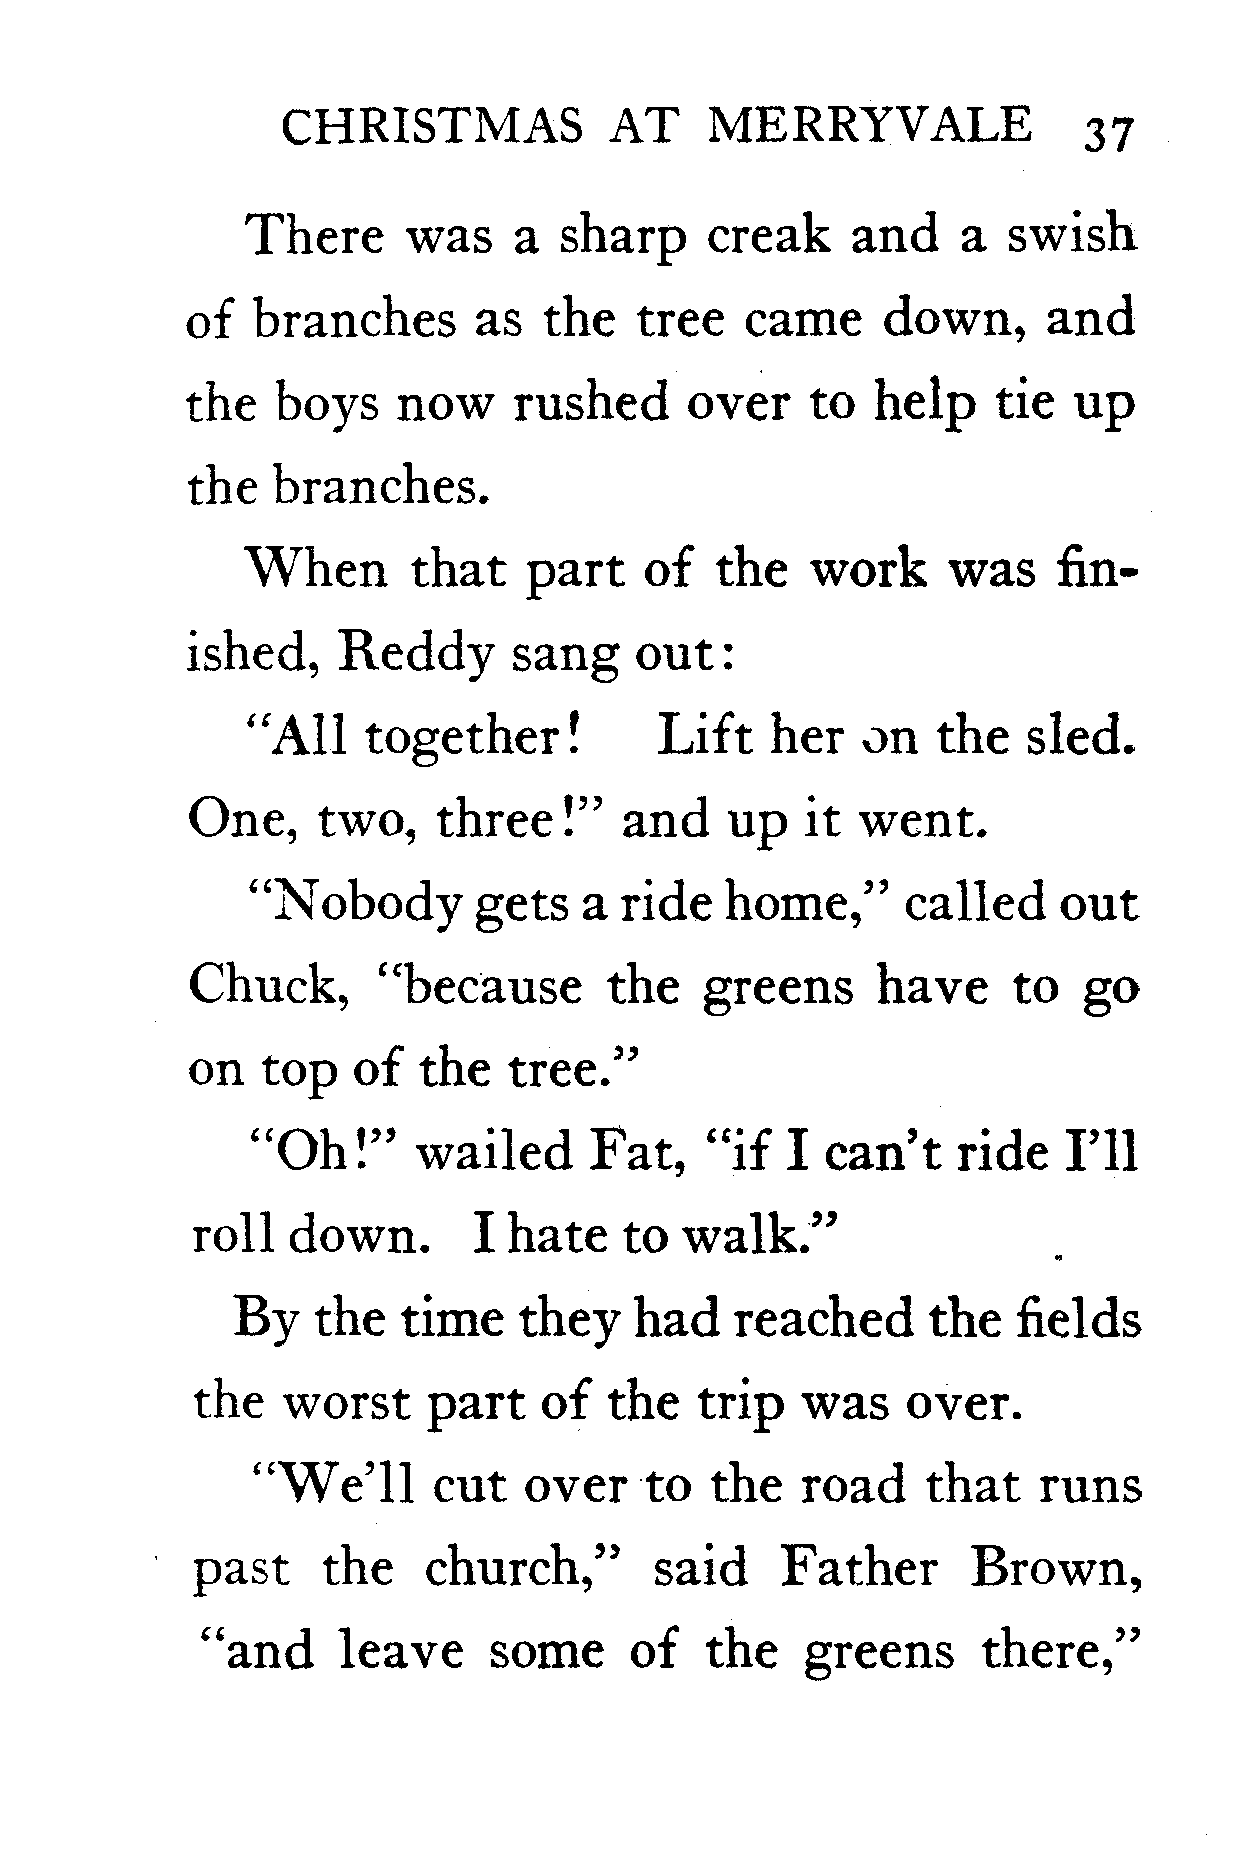 CHRISTMAS AT MERRYVALE 37
There was a sharp creak and a swish
of branches as the tree came down, and
the boys now rushed over to help tie up
the branches.
When that part of the work was fin-
ished, Reddy sang out:
"All together! Lift her on the sled.
One, two, three!" and up it went.
"Nobody gets a ride home," called out
Chuck, "because the greens have to go
on top of the tree."
"Oh!" wailed Fat, "if I can't ride I'll
roll down. I hate to walk."
By the time they had reached the fields
the worst part of the trip was over.
"We'll cut over to the road that runs
past the church," said Father Brown,
"and leave some of the greens there,"